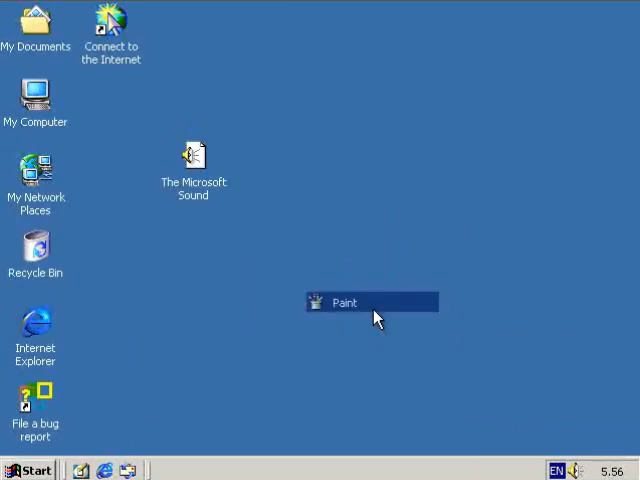 My Documents
Connect to
the Internet
My Computer
The Microsoft
Sound
My Network
Places
Recycle Bin
Paint
Internet
Explorer
File a bug
report
Start
EN
5.56